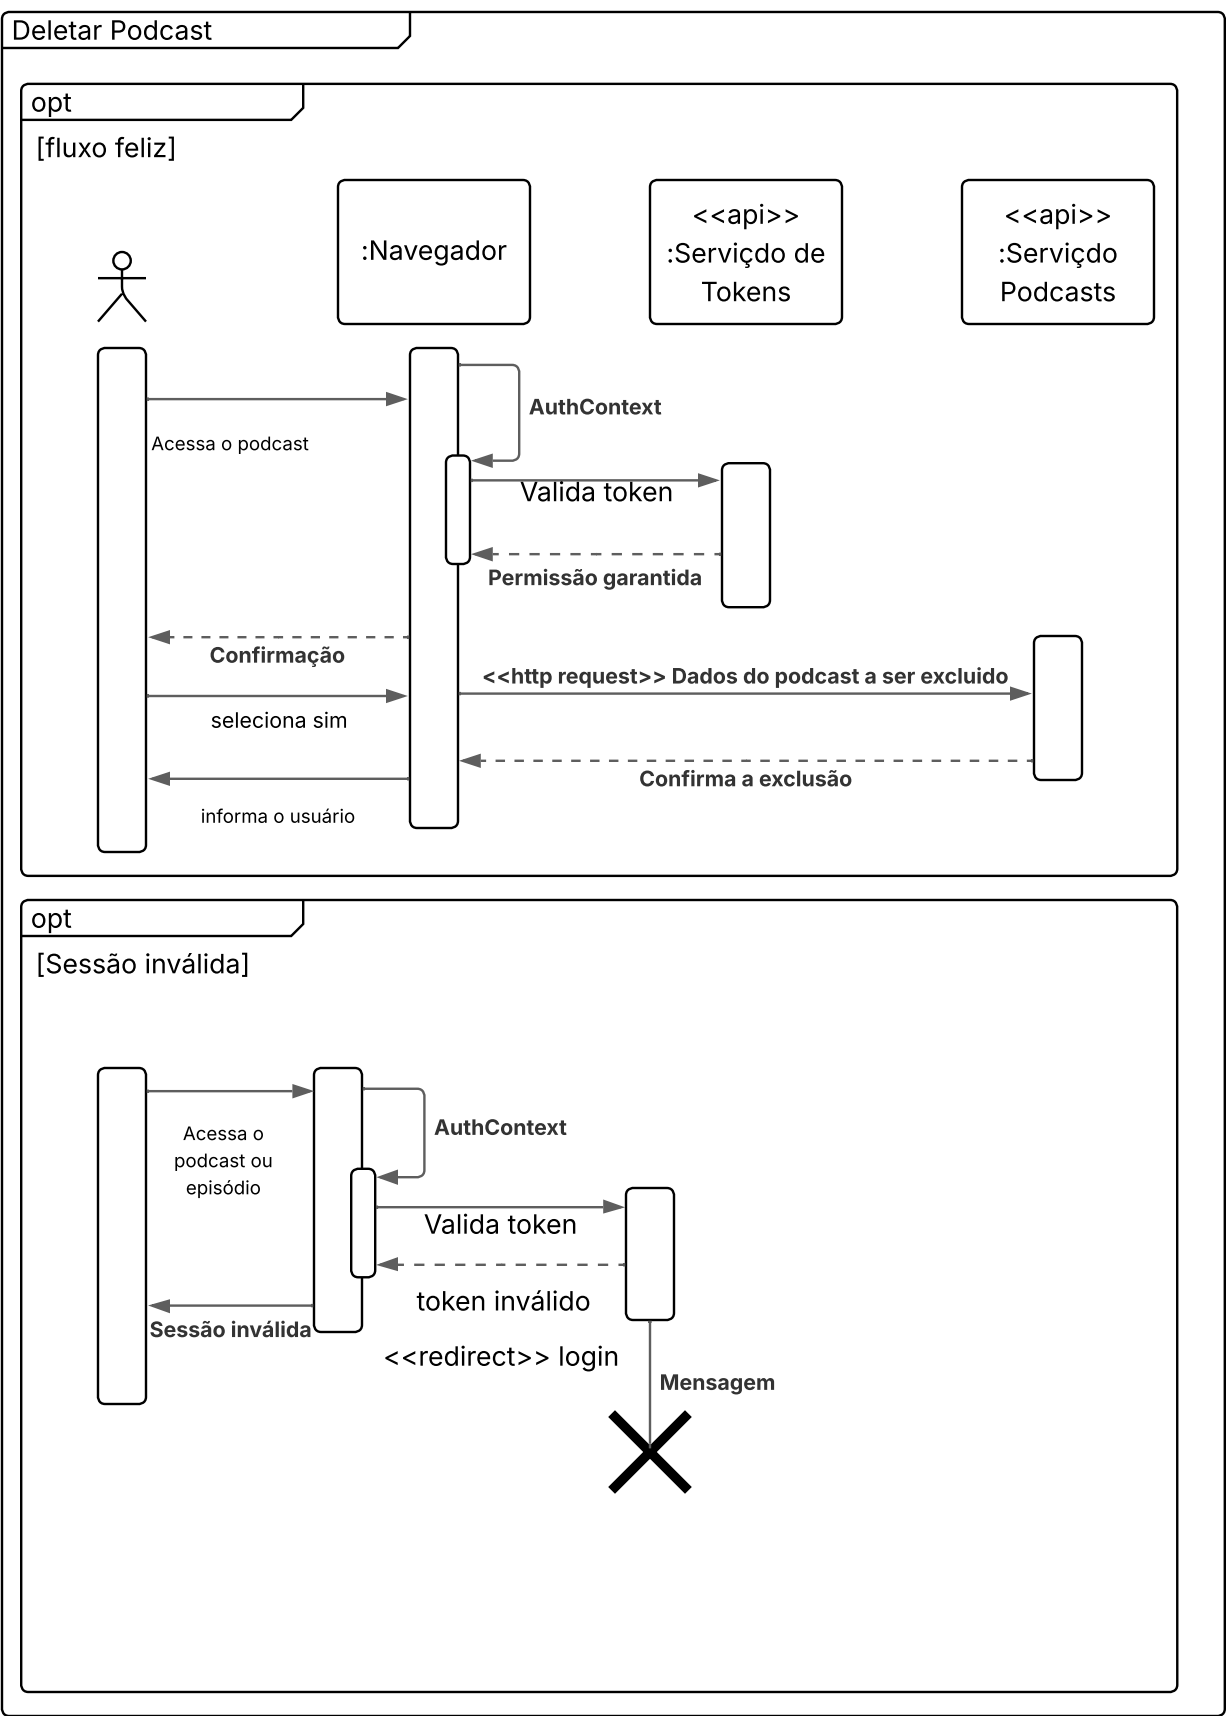 Deletar Podcast
opt
[fluxo feliz]
:Navegador
<<api>>
:Serviçdo de
Tokens
<<api>>
:Serviçdo
Podcasts
AuthContext
Acessa o podcast
Valida token
Permissão garantida
Confirmação
<<http request>> Dados do podcast a ser excluido
seleciona sim
Confirma a exclusão
informa o usuário
opt
[Sessão inválida]
AuthContext
Acessa o
podcast ou
episódio
Valida token
token inválido
Sessão inválida
<<redirect>> login
Mensagem